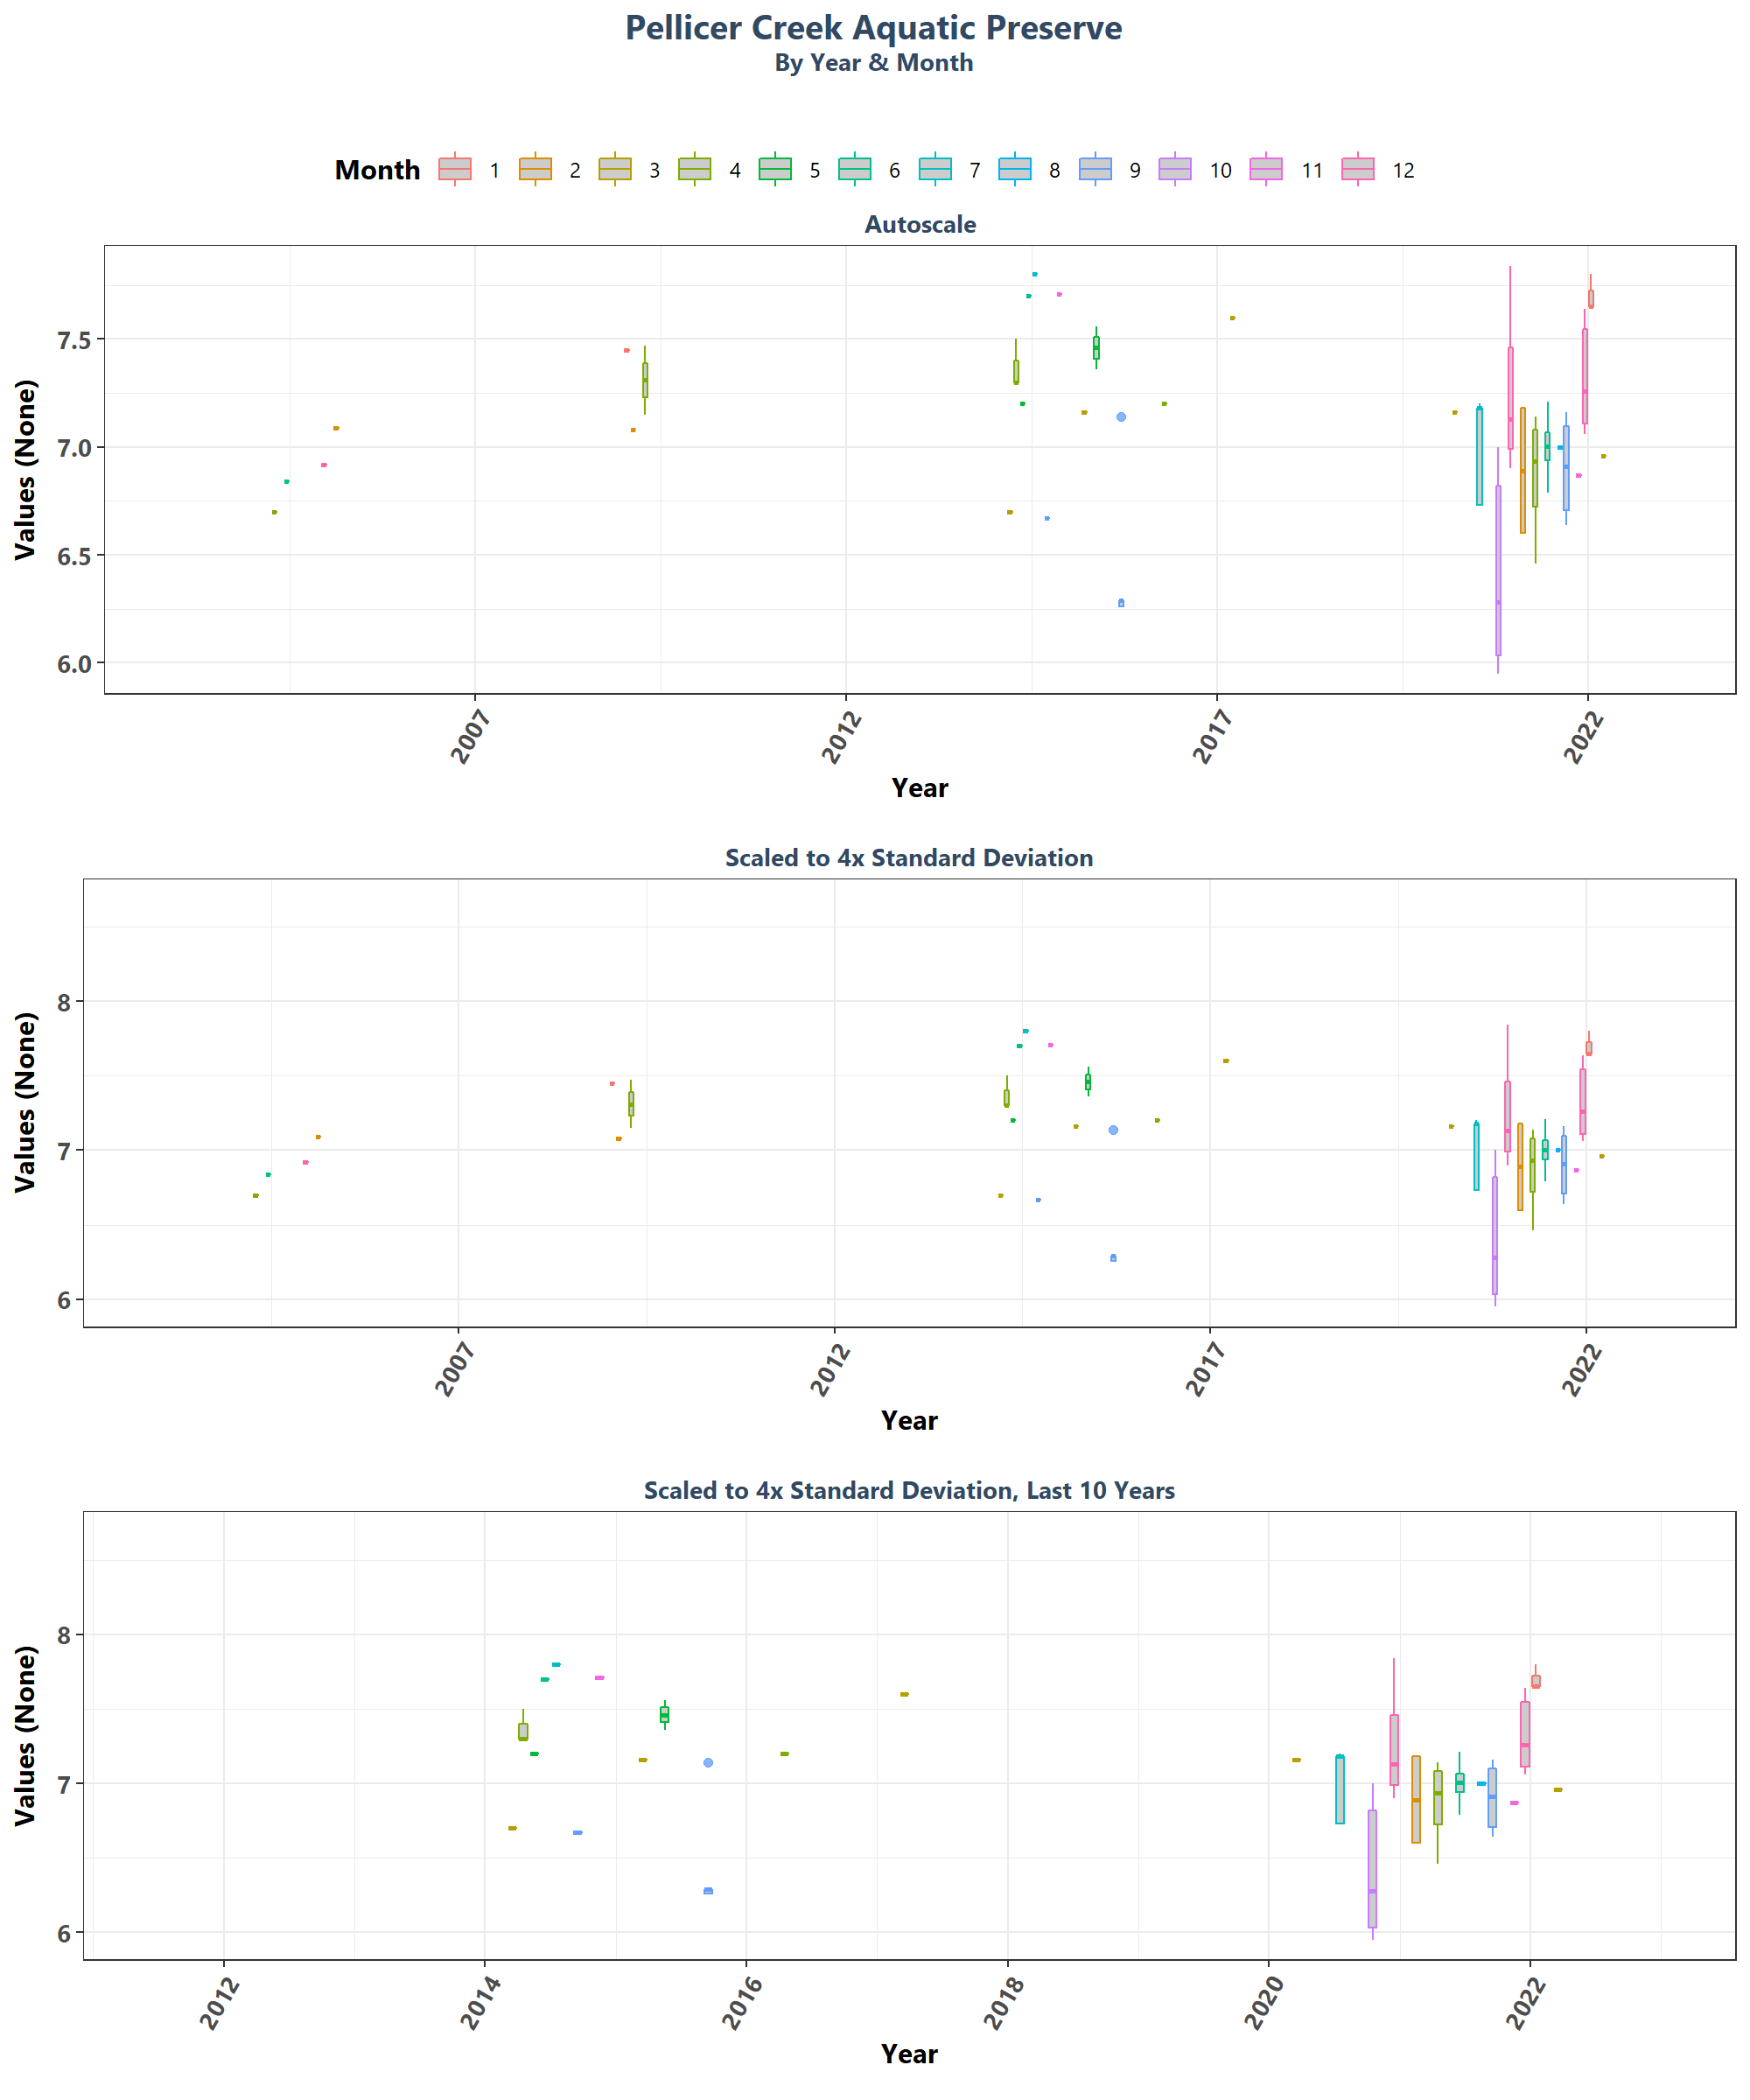 Pellicer Creek Aquatic Preserve
By Year & Month
Month 1 2 3 4 5 6 7 8 9 10 11 12
Autoscale
Values (None)
7.5
7.0
6.5
6.0
2007 2012 2017 2022
Year
Scaled to 4x Standard Deviation
Values (None)
8
7
6
2007 2012 2017 2022
Year
Scaled to 4x Standard Deviation, Last 10 Years
Values (None)
8
7
6
2012 2014 2016 2018 2020 2022
Year